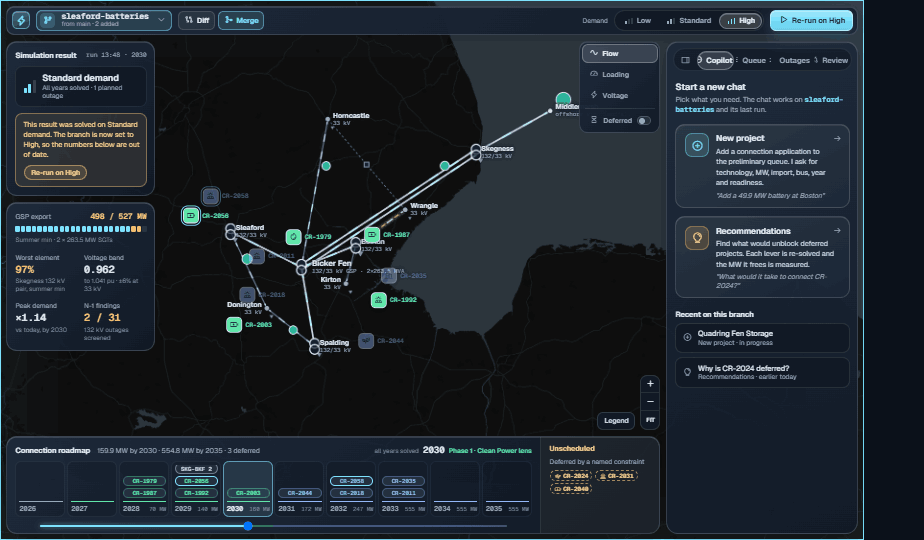 sleaford-batteries
from main · 2 added
Diff
Merge
Demand
Low
Standard
High
Re-run on High
Simulation result
run 13:48 · 2030
Standard demand
All years solved · 1 planned
outage
This result was solved on Standard
demand. The branch is now set to
High, so the numbers below are out
of date.
Re-run on High
GSP export
498 / 527 MW
Summer min · 2 × 263.5 MW SGTs
Worst element
97%
Skegness 132 kV
pair, summer min
Voltage band
0.962
to 1.041 pu · ±6% at
33 kV
Peak demand
×1.14
vs today, by 2030
N-1 findings
2 / 31
132 kV outages
screened
Flow
Loading
Voltage
Deferred
Horncastle
33 kV
Skegness
132/33 kV
Wrangle
33 kV
CR-2058
CR-2058
Sleaford
132/33 kV
CR-1979
CR-1987
CR-2011
Bicker Fen
132/33 kV GSP
Kirton
33 kV
CR-2035
CR-2018
CR-1992
Donington
33 kV
CR-2003
Spalding
132/33 kV
CR-2044
Legend
+
−
FIT
Copilot
Queue
Outages
Review
Start a new chat
Pick what you need. The chat works on sleaford-
batteries and its last run.
New project
Add a connection application to
the preliminary queue. I ask for
technology, MW, import, bus, year
and readiness.
"Add a 49.9 MW battery at Boston"
Recommendations
Find what would unblock deferred
projects. Each lever is re-solved and
the MW it frees is measured.
"What would it take to connect CR-
2024?"
Recent on this branch
Quadring Fen Storage
New project · in progress
Why is CR-2024 deferred?
Recommendations · earlier today
Connection roadmap
159.9 MW by 2030 · 554.8 MW by 2035 · 3 deferred
all years solved
2030
Phase 1 · Clean Power lens
2026
2027
CR-1979
CR-1987
2028
70 MW
SKG-BKF 2
CR-2056
CR-1992
2029
140 MW
CR-2003
2030
160 MW
CR-2044
2031
172 MW
CR-2058
CR-2018
2032
247 MW
CR-2035
CR-2011
2033
555 MW
2034
555 MW
2035
555 MW
Unscheduled
Deferred by a named constraint
CR-2024
CR-2031
CR-2040